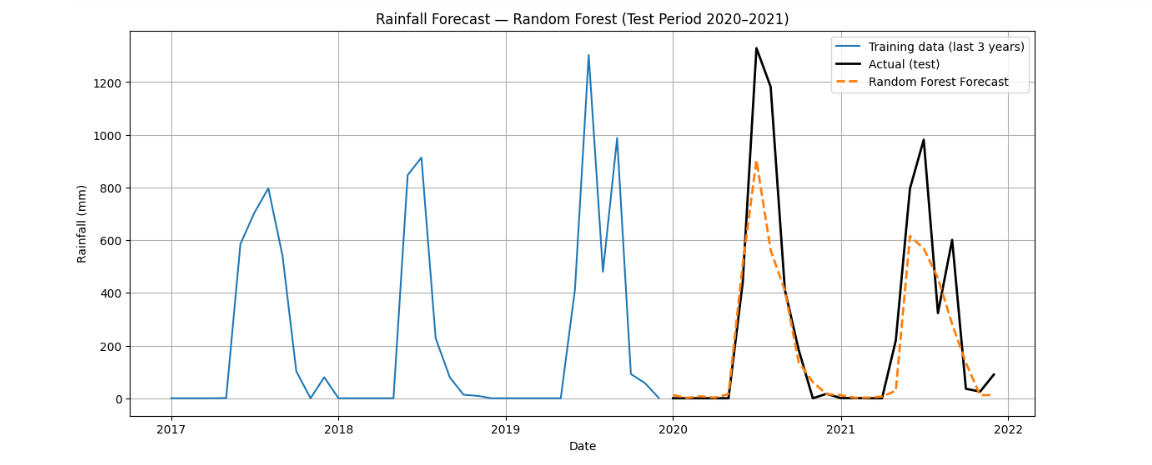 Rainfall Forecast — Random Forest (Test Period 2020–2021)
Training data (last 3 years)
Actual (test)
Random Forest Forecast
Rainfall (mm)
1200
1000
800
600
400
200
0
2017 2018 2019 2020 2021 2022
Date